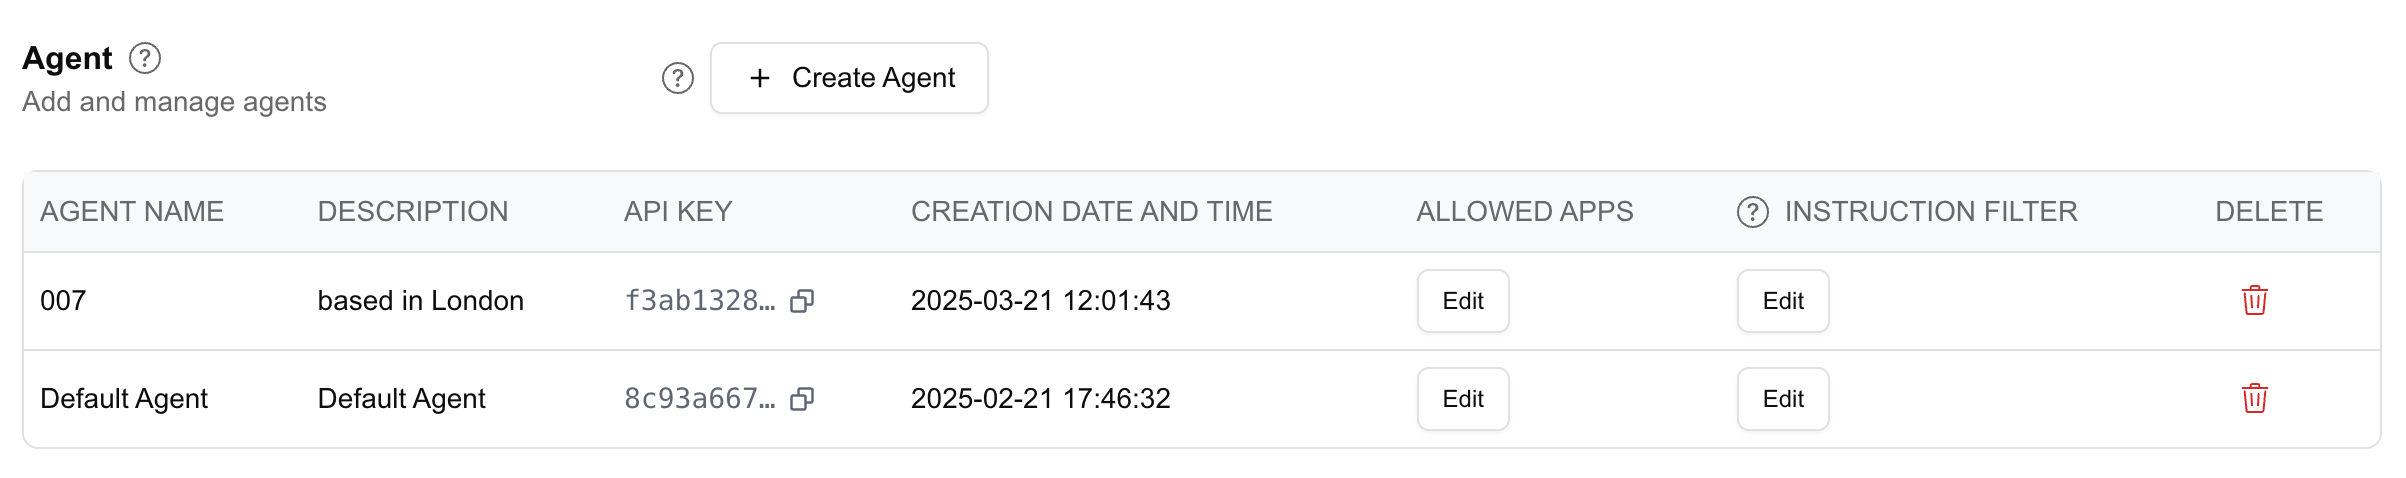 Agent ?
Add and manage agents
? + Create Agent
AGENT NAME DESCRIPTION API KEY CREATION DATE AND TIME ALLOWED APPS ? INSTRUCTION FILTER DELETE
007 based in London f3ab1328… 2025-03-21 12:01:43 Edit Edit
Default Agent Default Agent 8c93a667… 2025-02-21 17:46:32 Edit Edit